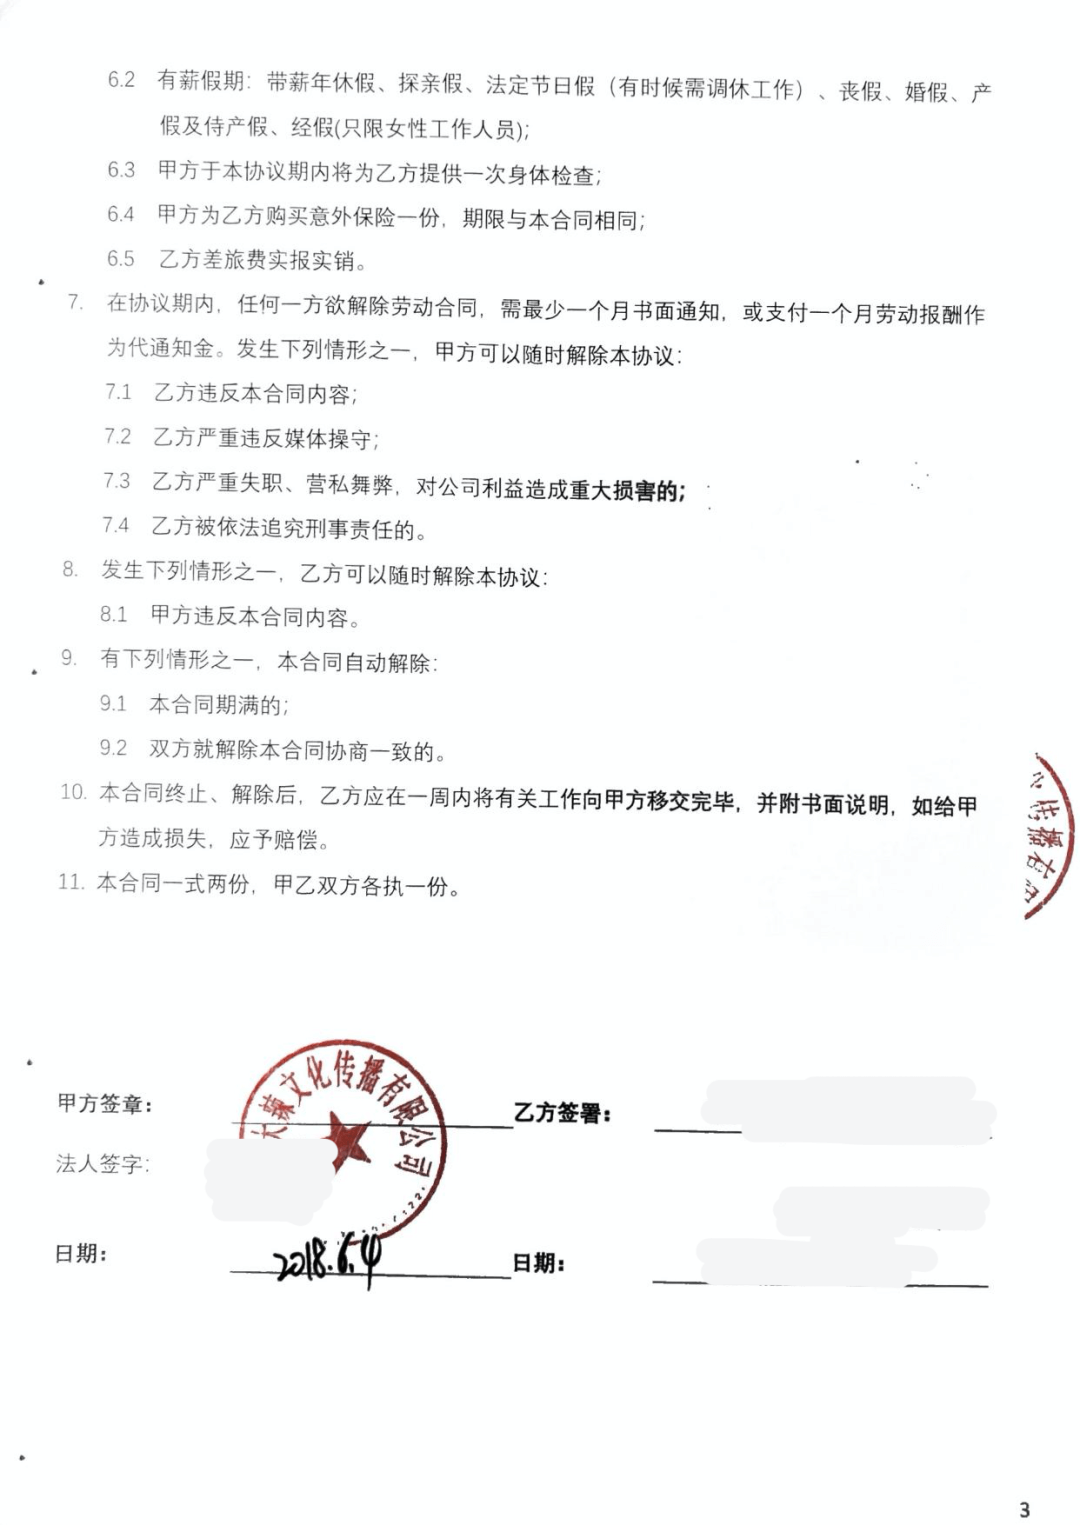 6.2 有薪假期：带薪年休假、探亲假、法定节日假（有时候需调休工作）、丧假、婚假、产
假及侍产假、经假(只限女性工作人员);
6.3 甲方于本协议期内将为乙方提供一次身体检查;
6.4 甲方为乙方购买意外保险一份，期限与本合同相同;
6.5 乙方差旅费实报实销。
7. 在协议期内，任何一方欲解除劳动合同，需最少一个月书面通知，或支付一个月劳动报酬作
为代通知金。发生下列情形之一，甲方可以随时解除本协议：
7.1 乙方违反本合同内容;
7.2 乙方严重违反媒体操守;
7.3 乙方严重失职、营私舞弊，对公司利益造成重大损害的;
7.4 乙方被依法追究刑事责任的。
8. 发生下列情形之一，乙方可以随时解除本协议：
8.1 甲方违反本合同内容。
9. 有下列情形之一，本合同自动解除：
9.1 本合同期满的;
9.2 双方就解除本合同协商一致的。
10. 本合同终止、解除后，乙方应在一周内将有关工作向甲方移交完毕，并附书面说明，如给甲
方造成损失，应予赔偿。
传播有
11. 本合同一式两份，甲乙双方各执一份。
文化传播有限公司
甲方签章：
乙方签署：
法人签字：
日期：
2018.6.4
日期：
3